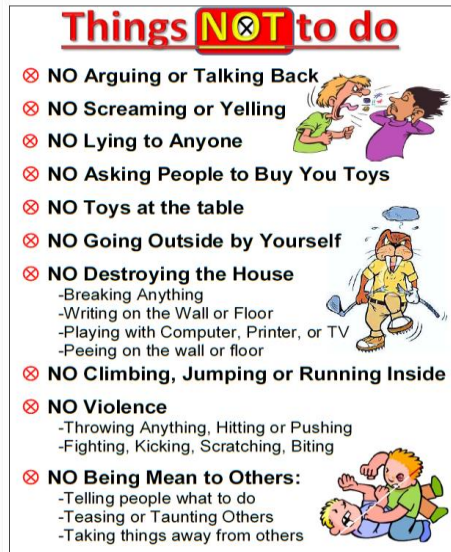 Things NOT to do
NO Arguing or Talking Back
NO Screaming or Yelling
NO Lying to Anyone
NO Asking People to Buy You Toys
NO Toys at the table
NO Going Outside by Yourself
NO Destroying the House
-Breaking Anything
-Writing on the Wall or Floor
-Playing with Computer, Printer, or TV
-Peeing on the wall or floor
NO Climbing, Jumping or Running Inside
NO Violence
-Throwing Anything, Hitting or Pushing
-Fighting, Kicking, Scratching, Biting
NO Being Mean to Others:
-Telling people what to do
-Teasing or Taunting Others
-Taking things away from others